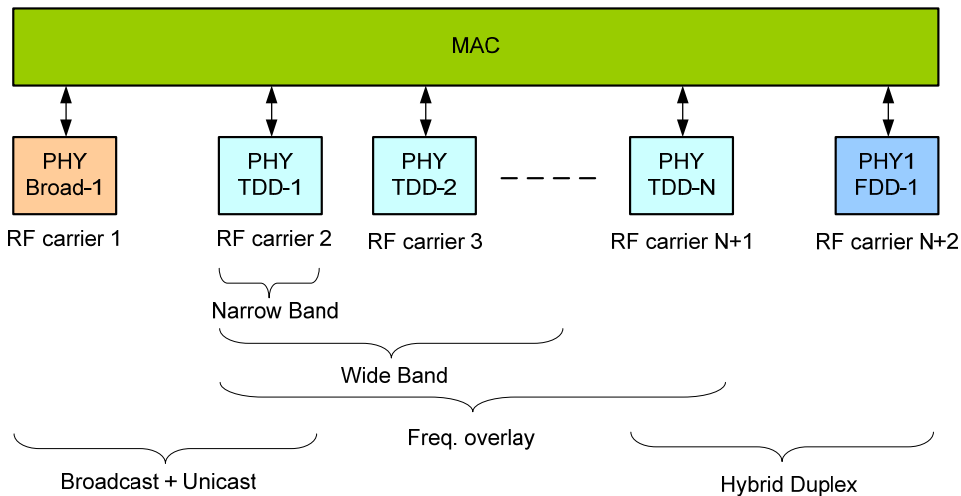 MAC
PHY
Broad-1
PHY
TDD-1
PHY
TDD-2
PHY
TDD-N
PHY1
FDD-1
RF carrier 1
RF carrier 2
RF carrier 3
RF carrier N+1
RF carrier N+2
Narrow Band
Wide Band
Freq. overlay
Broadcast + Unicast
Hybrid Duplex